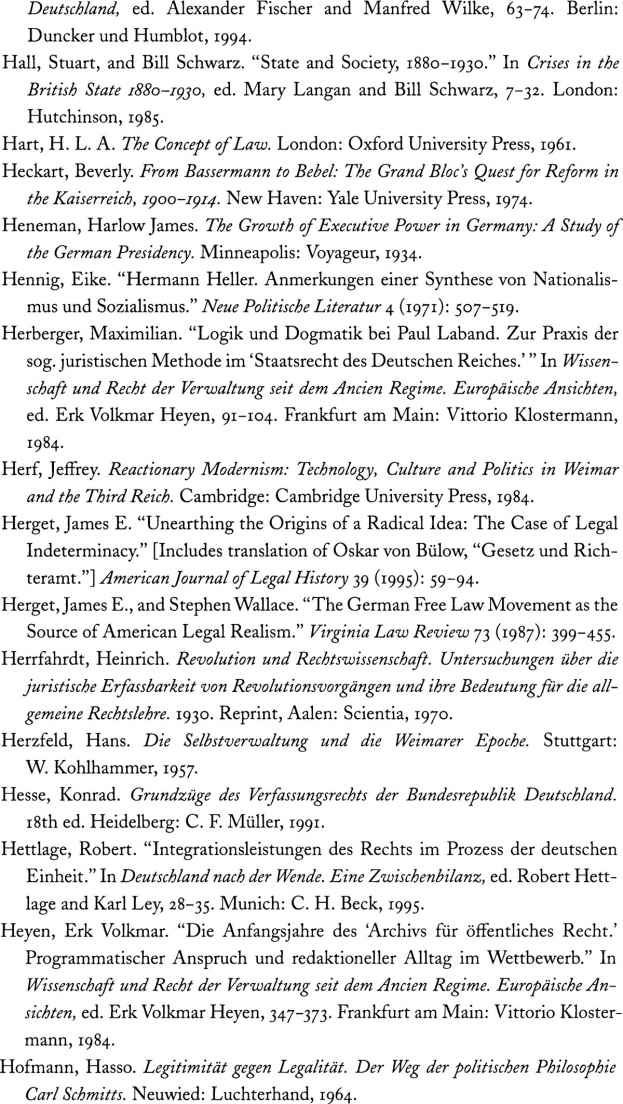 Deutschland, ed. Alexander Fischer and Manfred Wilke, 63–74. Berlin:
Duncker und Humblot, 1994.
Hall, Stuart, and Bill Schwarz. “State and Society, 1880–1930.” In Crises in the
British State 1880–1930, ed. Mary Langan and Bill Schwarz, 7–32. London:
Hutchinson, 1985.
Hart, H. L. A. The Concept of Law. London: Oxford University Press, 1961.
Heckart, Beverly. From Bassermann to Bebel: The Grand Bloc’s Quest for Reform in
the Kaiserreich, 1900–1914. New Haven: Yale University Press, 1974.
Heneman, Harlow James. The Growth of Executive Power in Germany: A Study of
the German Presidency. Minneapolis: Voyageur, 1934.
Hennig, Eike. “Hermann Heller. Anmerkungen einer Synthese von Nationalis-
mus und Sozialismus.” Neue Politische Literatur 4 (1971): 507–519.
Herberger, Maximilian. “Logik und Dogmatik bei Paul Laband. Zur Praxis der
sog. juristischen Methode im ‘Staatsrecht des Deutschen Reiches.’ ” In Wissen-
schaft und Recht der Verwaltung seit dem Ancien Regime. Europäische Ansichten,
ed. Erk Volkmar Heyen, 91–104. Frankfurt am Main: Vittorio Klostermann,
1984.
Herf, Jeffrey. Reactionary Modernism: Technology, Culture and Politics in Weimar
and the Third Reich. Cambridge: Cambridge University Press, 1984.
Herget, James E. “Unearthing the Origins of a Radical Idea: The Case of Legal
Indeterminacy.” [Includes translation of Oskar von Bülow, “Gesetz und Rich-
teramt.”] American Journal of Legal History 39 (1995): 59–94.
Herget, James E., and Stephen Wallace. “The German Free Law Movement as the
Source of American Legal Realism.” Virginia Law Review 73 (1987): 399–455.
Herrfahrdt, Heinrich. Revolution und Rechtswissenschaft. Untersuchungen über die
juristische Erfassbarkeit von Revolutionsvorgängen und ihre Bedeutung für die all-
gemeine Rechtslehre. 1930. Reprint, Aalen: Scientia, 1970.
Herzfeld, Hans. Die Selbstverwaltung und die Weimarer Epoche. Stuttgart:
W. Kohlhammer, 1957.
Hesse, Konrad. Grundzüge des Verfassungsrechts der Bundesrepublik Deutschland.
18th ed. Heidelberg: C. F. Müller, 1991.
Hettlage, Robert. “Integrationsleistungen des Rechts im Prozess der deutschen
Einheit.” In Deutschland nach der Wende. Eine Zwischenbilanz, ed. Robert Hett-
lage and Karl Ley, 28–35. Munich: C. H. Beck, 1995.
Heyen, Erk Volkmar. “Die Anfangsjahre des ‘Archivs für öffentliches Recht.’
Programmatischer Anspruch und redaktioneller Alltag im Wettbewerb.” In
Wissenschaft und Recht der Verwaltung seit dem Ancien Regime. Europäische An-
sichten, ed. Erk Volkmar Heyen, 347–373. Frankfurt am Main: Vittorio Kloster-
mann, 1984.
Hofmann, Hasso. Legitimität gegen Legalität. Der Weg der politischen Philosophie
Carl Schmitts. Neuwied: Luchterhand, 1964.